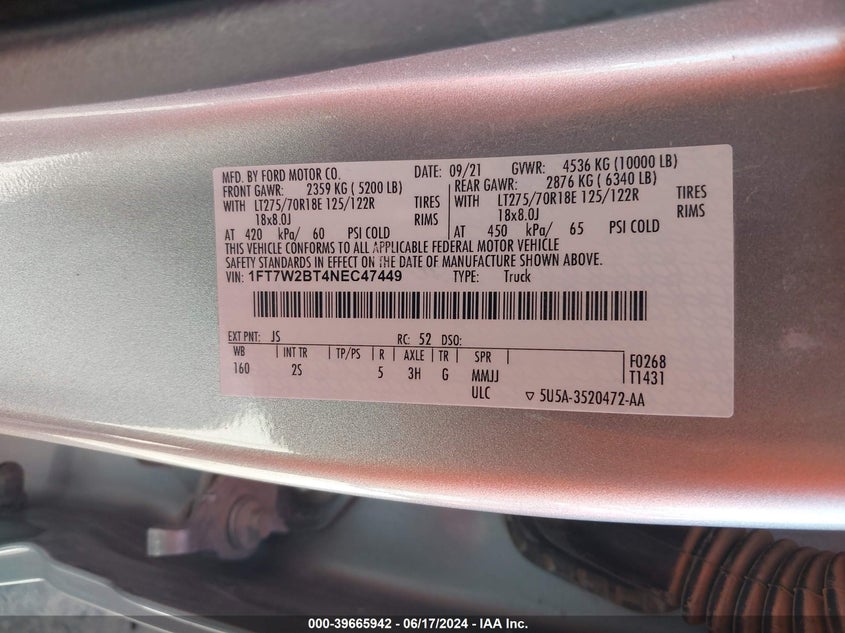 MFD. BY FORD MOTOR CO. DATE: 09/21 GVWR: 4536 KG (10000 LB)
FRONT GAWR: 2359 KG ( 5200 LB) REAR GAWR: 2876 KG ( 6340 LB)
WITH LT275/70R18E 125/122R TIRES WITH LT275/70R18E 125/122R TIRES
18x8.0J RIMS 18x8.0J RIMS
AT 420 kPa/ 60 PSI COLD AT 450 kPa/ 65 PSI COLD
THIS VEHICLE CONFORMS TO ALL APPLICABLE FEDERAL MOTOR VEHICLE
SAFETY STANDARDS IN EFFECT ON THE DATE OF MANUFACTURE SHOWN ABOVE.
VIN: 1FT7W2BT4NEC47449 TYPE: Truck
EXT PNT: JS RC: 52 DSO:
WB INT TR TP/PS R AXLE TR SPR F0268
160 2S 5 3H G MMJJ T1431
ULC ▽ 5U5A-3520472-AA
000-39665942 / 06/17/2024 - IAA Inc.